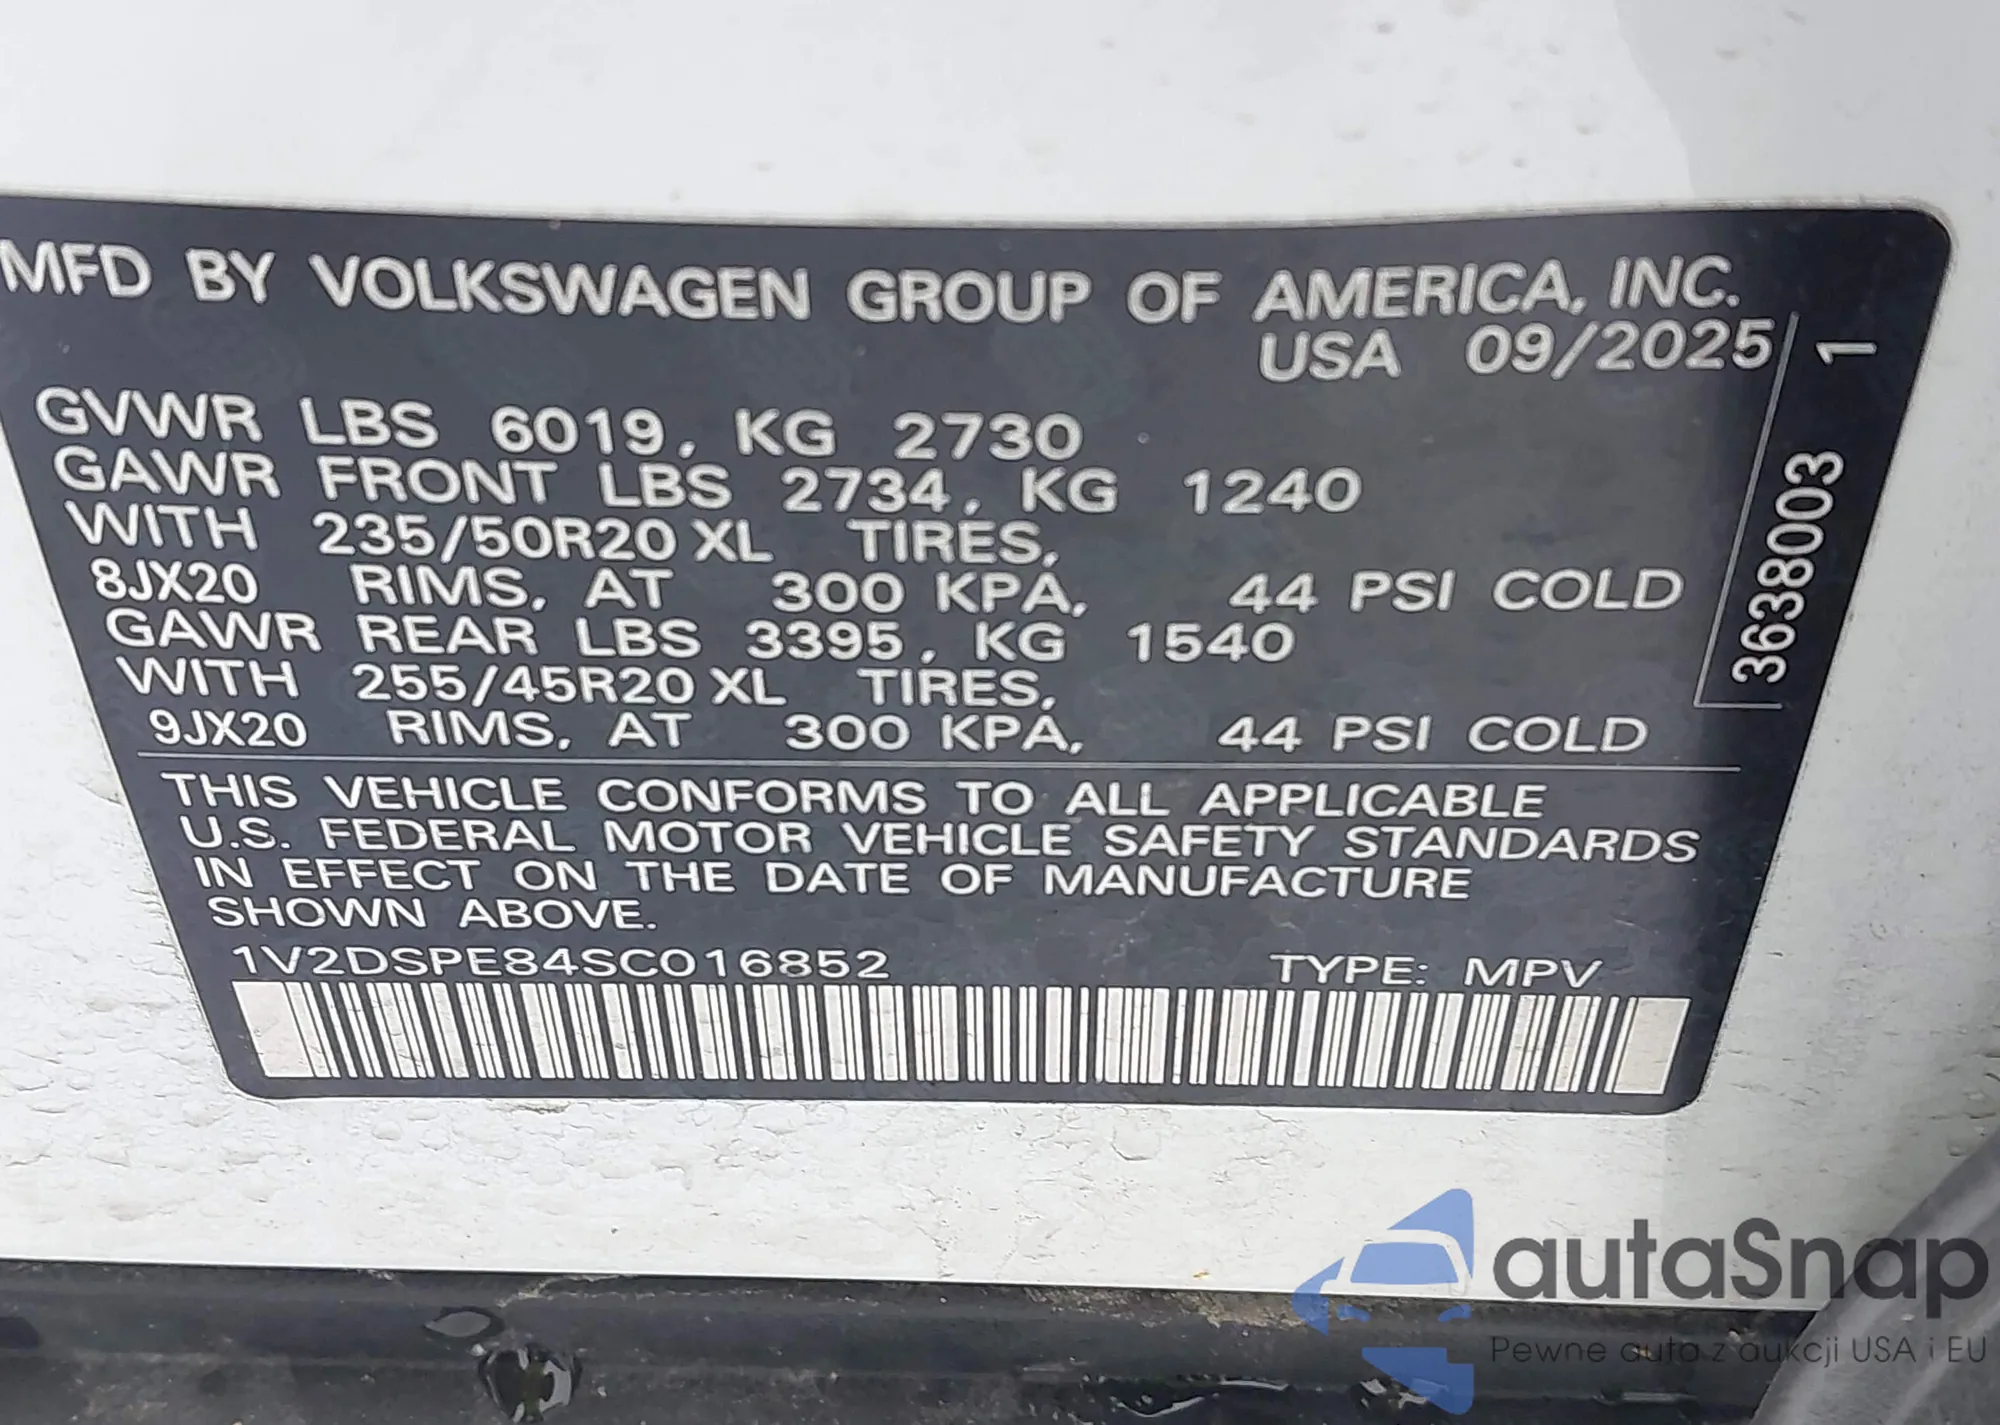 MFD BY VOLKSWAGEN GROUP OF AMERICA, INC.
USA 09/2025
GVWR LBS 6019, KG 2730
GAWR FRONT LBS 2734, KG 1240
WITH 235/50R20 XL TIRES,
8JX20 RIMS, AT 300 KPA, 44 PSI COLD
GAWR REAR LBS 3395, KG 1540
WITH 255/45R20 XL TIRES,
9JX20 RIMS, AT 300 KPA, 44 PSI COLD
THIS VEHICLE CONFORMS TO ALL APPLICABLE
U.S. FEDERAL MOTOR VEHICLE SAFETY STANDARDS
IN EFFECT ON THE DATE OF MANUFACTURE
SHOWN ABOVE.
1V2DSPE84SC016852 TYPE: MPV
3638003 1
autaSnap
Pewne auta z aukcji USA i EU